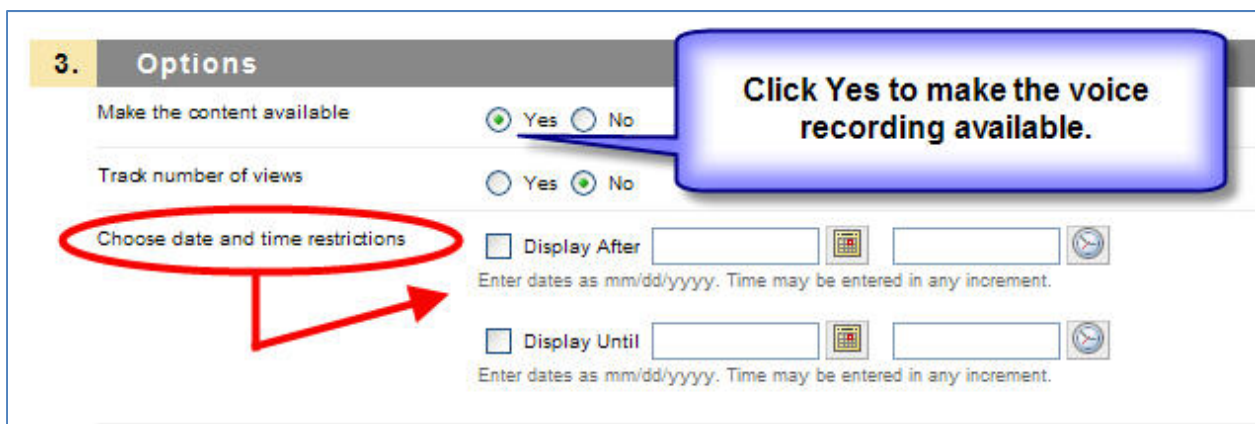 3. Options
Click Yes to make the voice
recording available.
Make the content available Yes No
Track number of views Yes No
Choose date and time restrictions Display After
Enter dates as mm/dd/yyyy. Time may be entered in any increment.
Display Until
Enter dates as mm/dd/yyyy. Time may be entered in any increment.